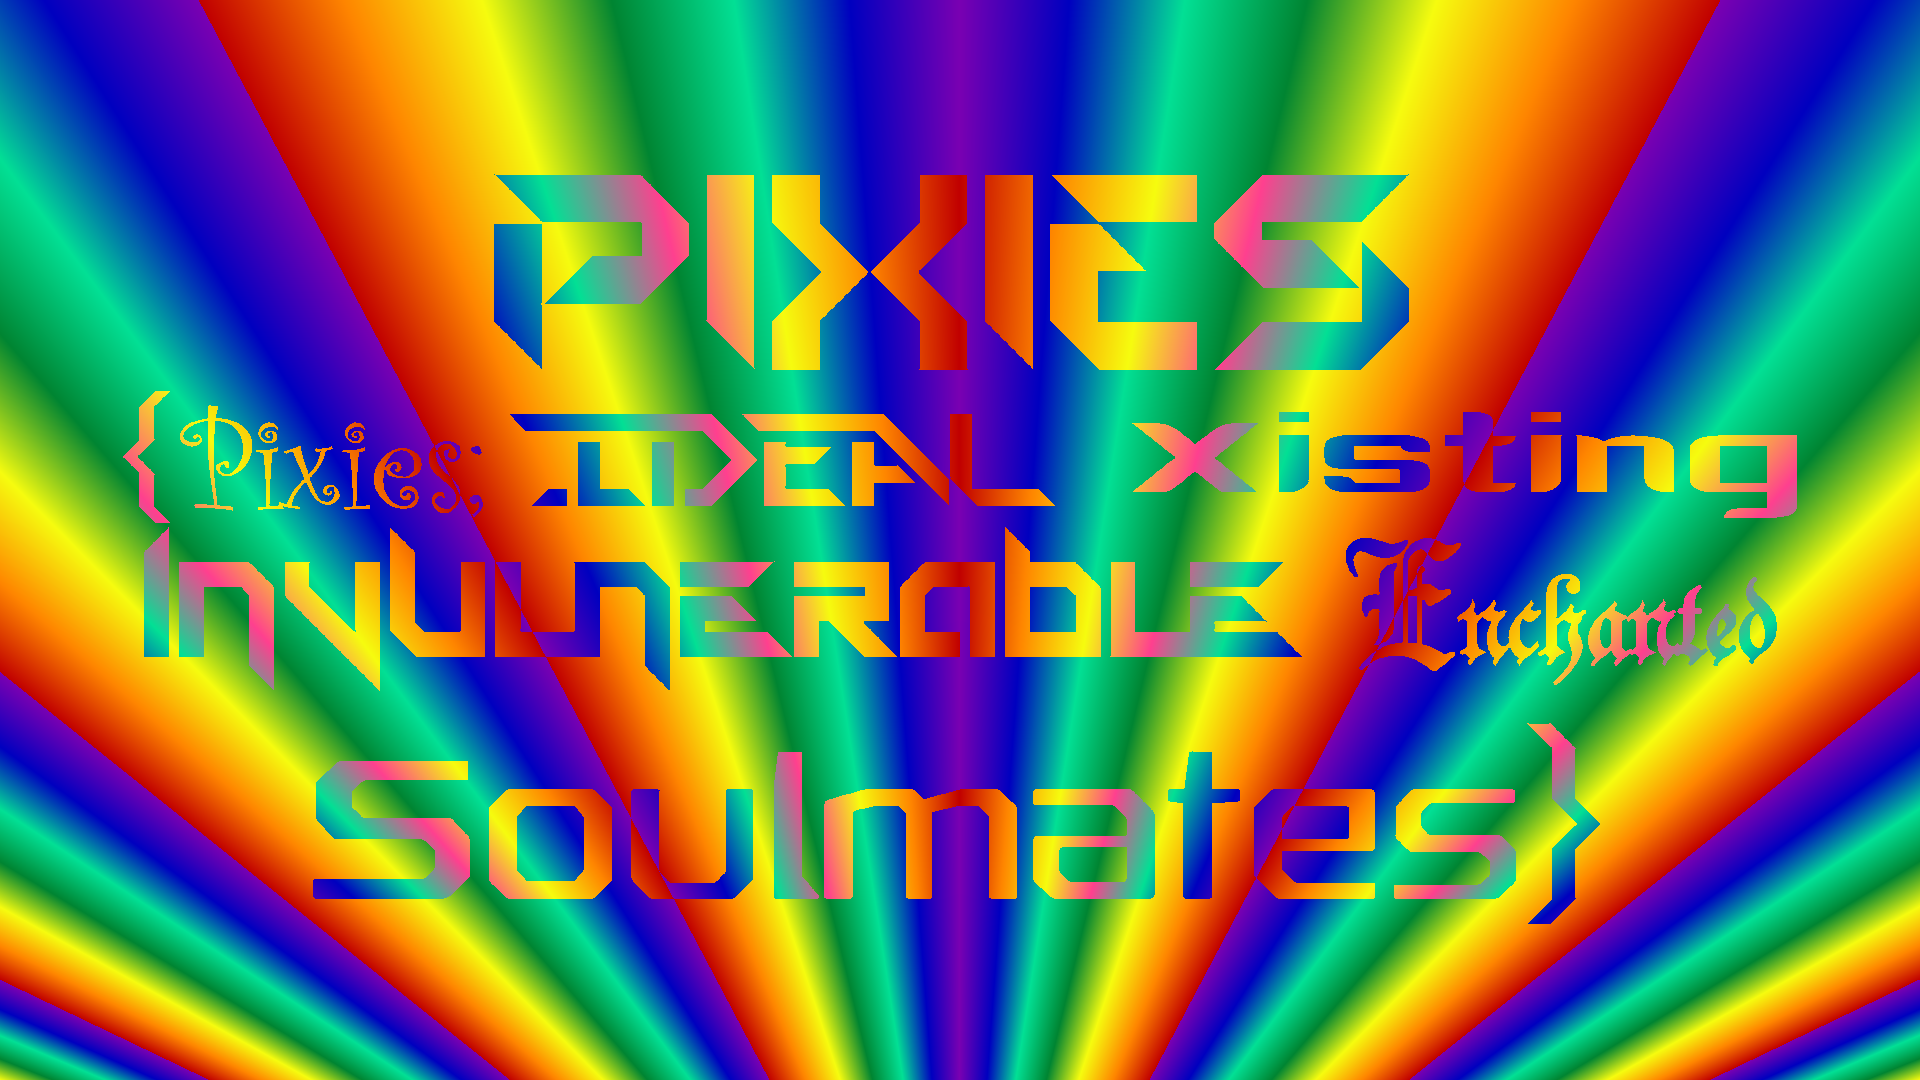 PIXIES
{Pixies; IDEAL Xisting
Invulnerable Enchanted
Soulmates}